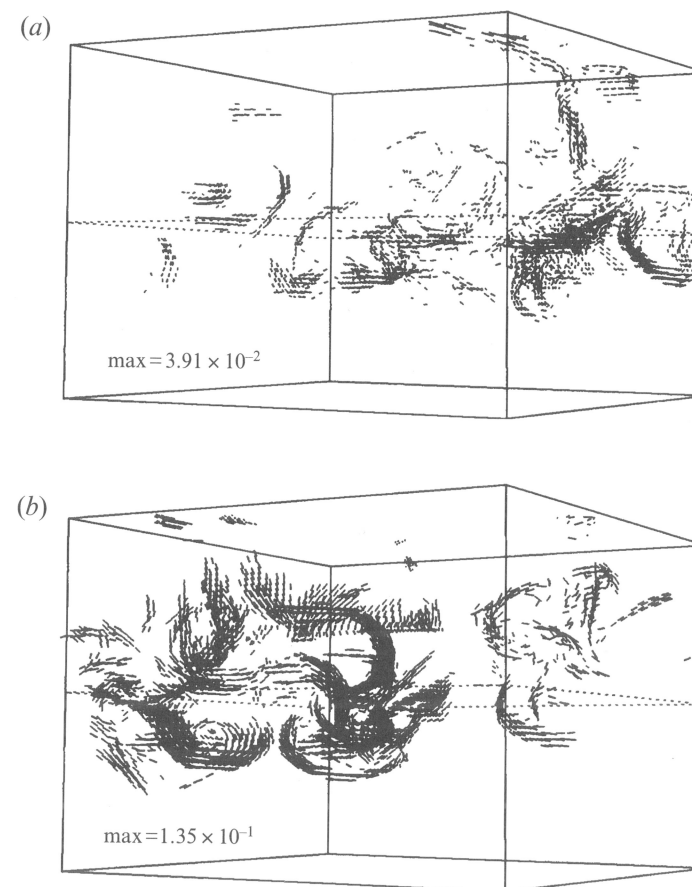 (a)
max = 3.91 × 10⁻²
(b)
max = 1.35 × 10⁻¹